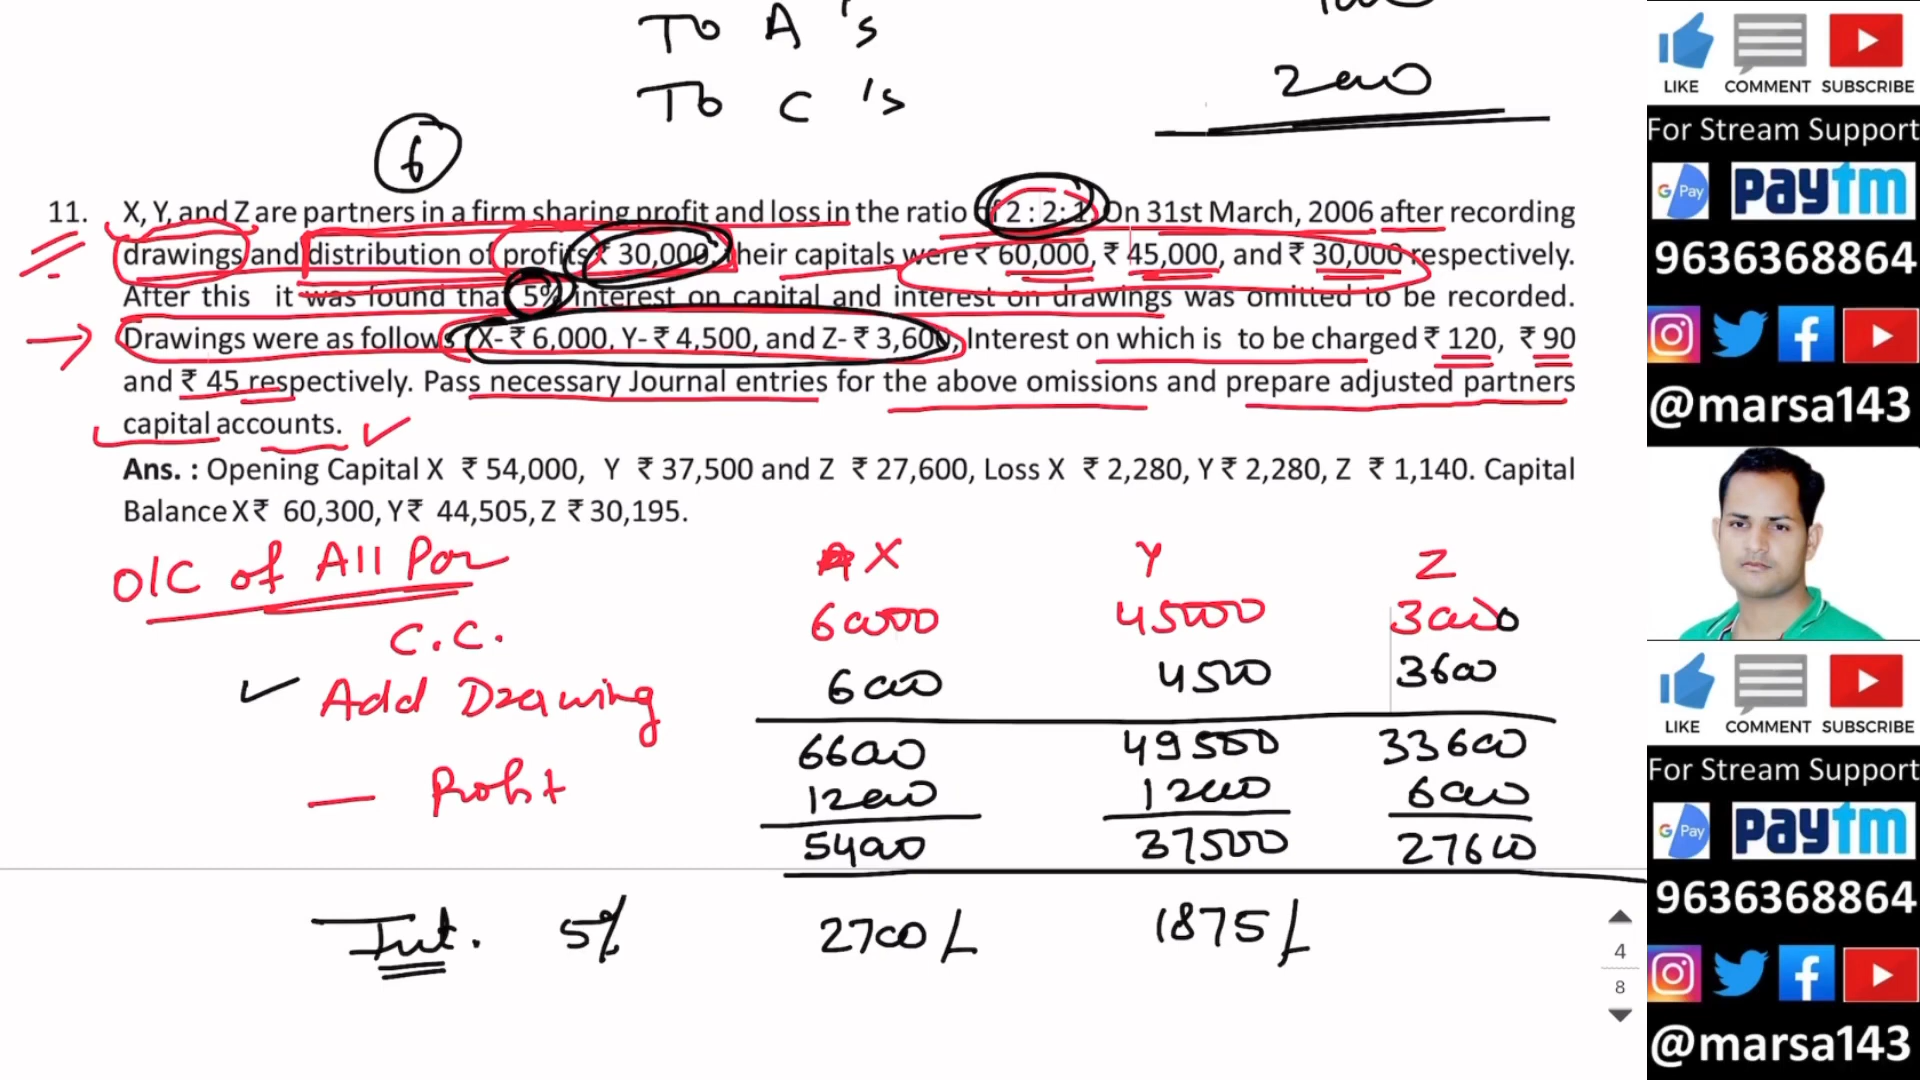 To A's
To C's
2000
6
11. X, Y, and Z are partners in a firm sharing profit and loss in the ratio of 2 : 2: 1. On 31st March, 2006 after recording
drawings and distribution of profits ₹ 30,000. Their capitals were ₹ 60,000, ₹ 45,000, and ₹ 30,000 respectively.
After this it was found that 5% interest on capital and interest on drawings was omitted to be recorded.
Drawings were as follows (X- ₹ 6,000, Y- ₹ 4,500, and Z- ₹ 3,600), Interest on which is to be charged ₹ 120, ₹ 90
and ₹ 45 respectively. Pass necessary Journal entries for the above omissions and prepare adjusted partners
capital accounts.
Ans. : Opening Capital X ₹ 54,000, Y ₹ 37,500 and Z ₹ 27,600, Loss X ₹ 2,280, Y ₹ 2,280, Z ₹ 1,140. Capital
Balance X ₹ 60,300, Y ₹ 44,505, Z ₹ 30,195.
O/C of All Par
X Y Z
C.C. 60000 45000 30000
Add Drawing 6000 4500 3600
66000 49500 33600
— Profit 12000 12000 6000
54000 37500 27600
Int. 5% 2700/- 1875/-
4
8
LIKE COMMENT SUBSCRIBE
For Stream Support
G Pay paytm
9636368864
@marsa143
LIKE COMMENT SUBSCRIBE
For Stream Support
G Pay paytm
9636368864
@marsa143